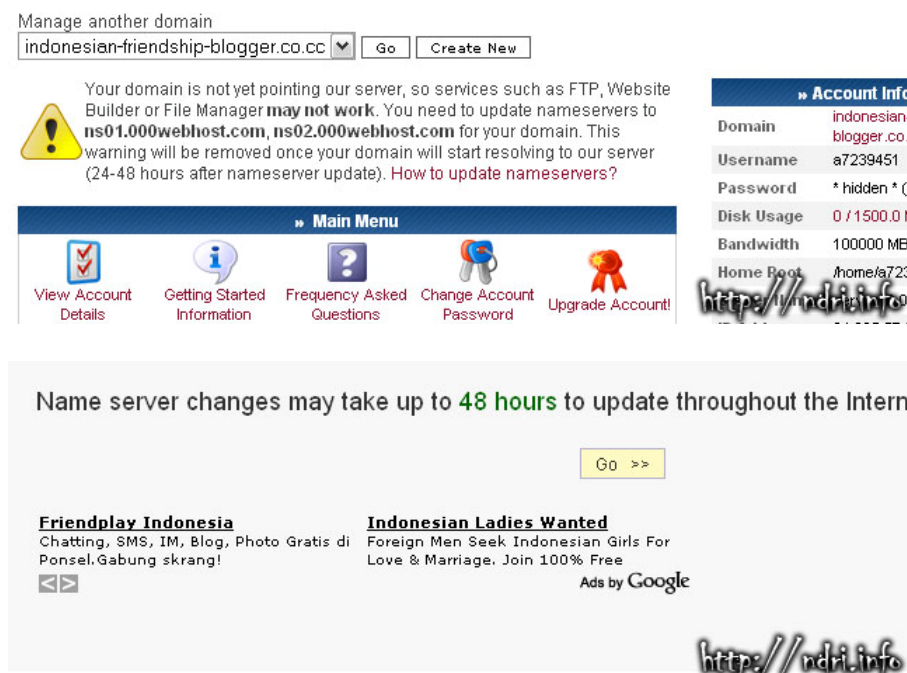 Manage another domain
indonesian-friendship-blogger.co.cc Go Create New
Your domain is not yet pointing our server, so services such as FTP, Website
Builder or File Manager may not work. You need to update nameservers to
ns01.000webhost.com, ns02.000webhost.com for your domain. This
warning will be removed once your domain will start resolving to our server
(24-48 hours after nameserver update). How to update nameservers?
» Main Menu
View Account
Details
Getting Started
Information
Frequency Asked
Questions
Change Account
Password
Upgrade Account!
» Account Info
Domain indonesian-
blogger.co.
Username a7239451
Password * hidden * (
Disk Usage 0 / 1500.0
Bandwidth 100000 MB
Home Root /home/a723
http://ndri.info
Name server changes may take up to 48 hours to update throughout the Intern
Go >>
Friendplay Indonesia
Chatting, SMS, IM, Blog, Photo Gratis di
Ponsel.Gabung skrang!
Indonesian Ladies Wanted
Foreign Men Seek Indonesian Girls For
Love & Marriage. Join 100% Free
< >
Ads by Google
http://ndri.info